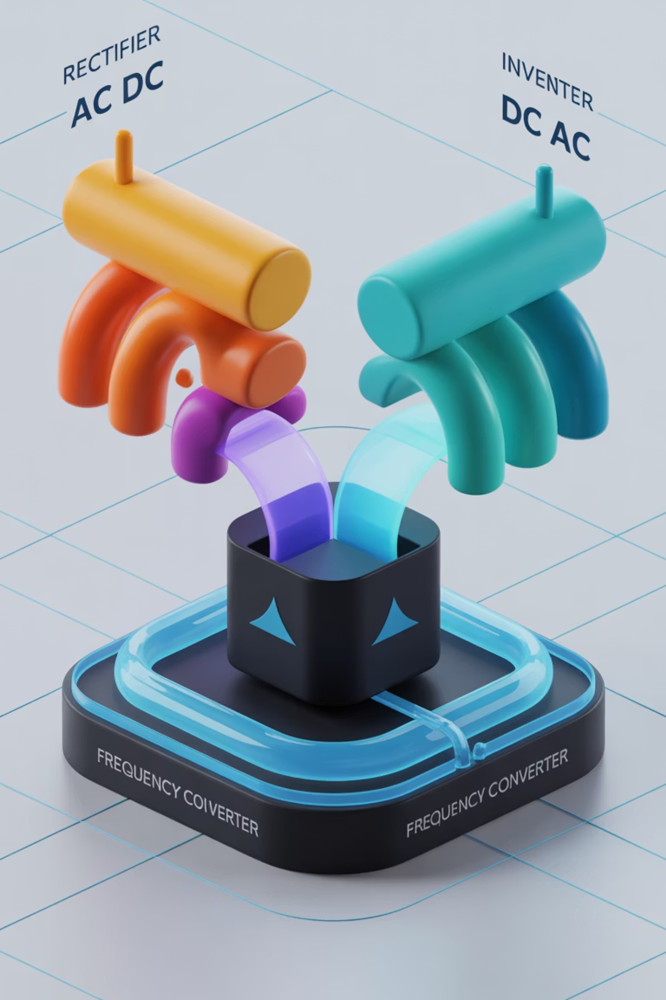 RECTIFIER
AC DC
INVENTER
DC AC
FREQUENCY COIVERTER
FREQUENCY CONVERTER